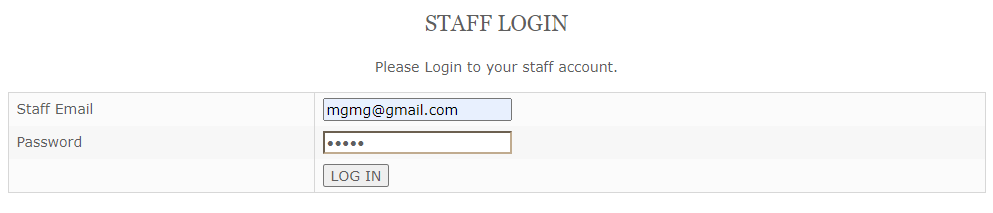 STAFF LOGIN
Please Login to your staff account.
Staff Email mgmg@gmail.com
Password •••••
LOG IN